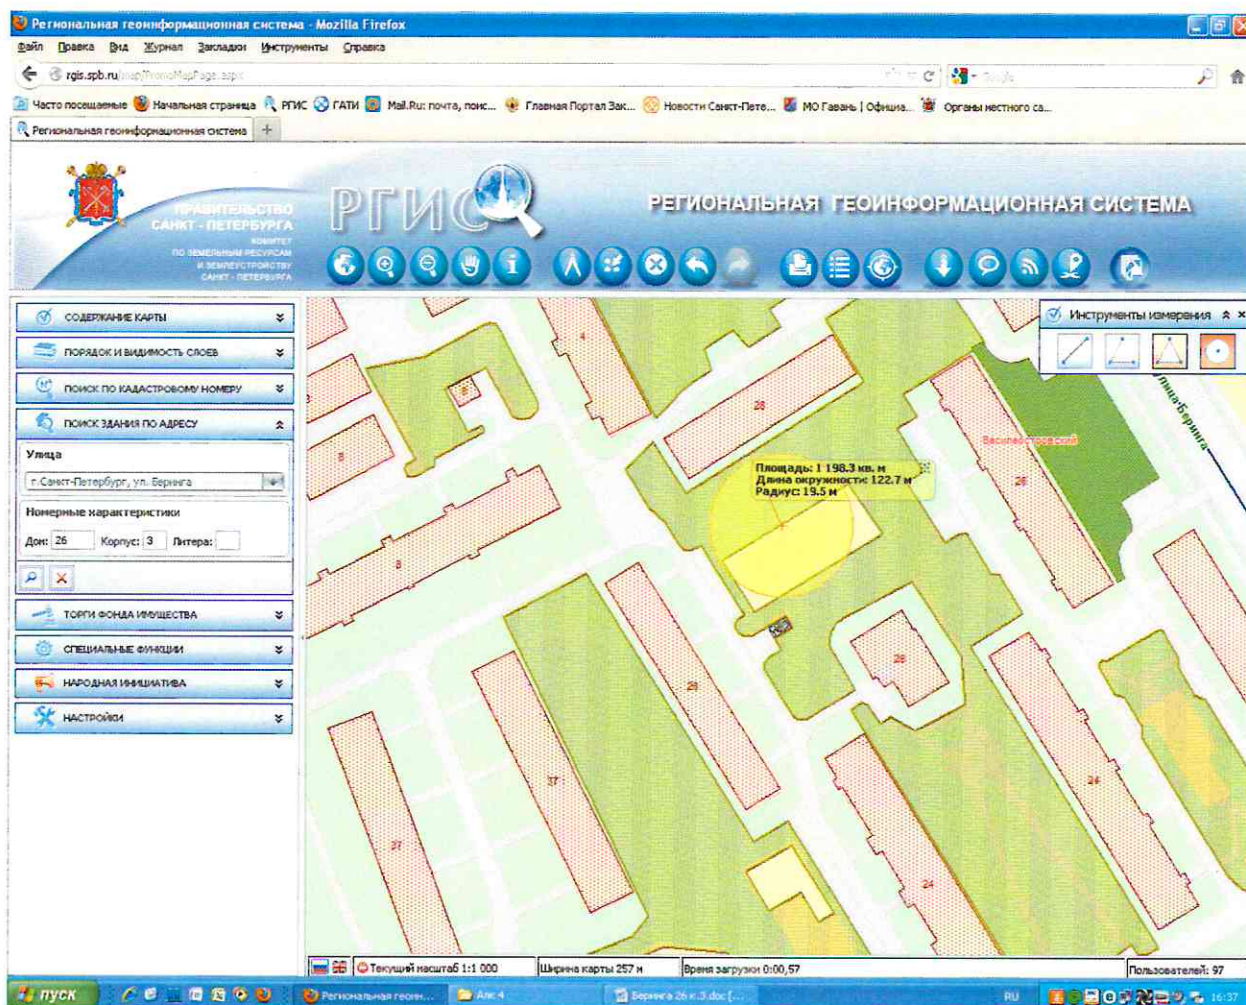 Региональная геоинформационная система - Mozilla Firefox
Файл Правка Вид Журнал Закладки Инструменты Справка
rgis.spb.ru/map/PromoMapPage.aspx
Часто посещаемые Начальная страница РГИС ГАТИ Mail.Ru: почта, поис... Главная Портал Зак... Новости Санкт-Пете... МО Гавань | Официа... Органы местного са...
Региональная геоинформационная система +
ПРАВИТЕЛЬСТВО
САНКТ - ПЕТЕРБУРГА
КОМИТЕТ
ПО ЗЕМЕЛЬНЫМ РЕСУРСАМ
И ЗЕМЛЕУСТРОЙСТВУ
САНКТ - ПЕТЕРБУРГА
РГИС
РЕГИОНАЛЬНАЯ ГЕОИНФОРМАЦИОННАЯ СИСТЕМА
СОДЕРЖАНИЕ КАРТЫ
ПОРЯДОК И ВИДИМОСТЬ СЛОЕВ
ПОИСК ПО КАДАСТРОВОМУ НОМЕРУ
ПОИСК ЗДАНИЯ ПО АДРЕСУ
Улица
г.Санкт-Петербург, ул. Беринга
Номерные характеристики
Дом: 26 Корпус: 3 Литера:
ТОРГИ ФОНДА ИМУЩЕСТВА
СПЕЦИАЛЬНЫЕ ФУНКЦИИ
НАРОДНАЯ ИНИЦИАТИВА
НАСТРОЙКИ
Инструменты измерения
улица Беринга
4
28
Василеостровский
26
Площадь: 1 198.3 кв. м
Длина окружности: 122.7 м
Радиус: 19.5 м
8
28
37
24
37
24
Текущий масштаб 1:1 000
Ширина карты 257 м
Время загрузки 0:00,57
Пользователей: 97
пуск
Региональная геоин...
Беринга 26 к.3.doc [...
RU
16:37